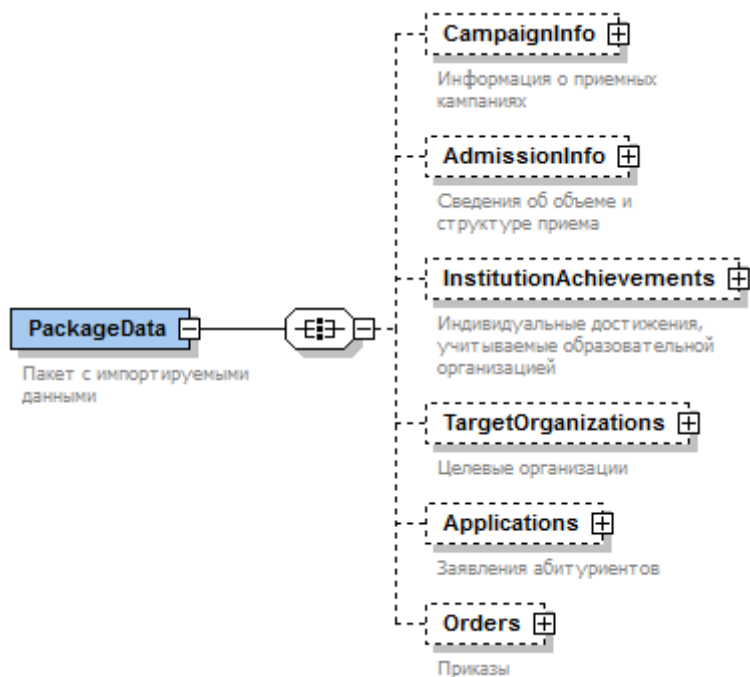 CampaignInfo
Информация о приемных
кампаниях
AdmissionInfo
Сведения об объеме и
структуре приема
InstitutionAchievements
Индивидуальные достижения,
учитываемые образовательной
организацией
PackageData
Пакет с импортируемыми
данными
TargetOrganizations
Целевые организации
Applications
Заявления абитуриентов
Orders
Приказы